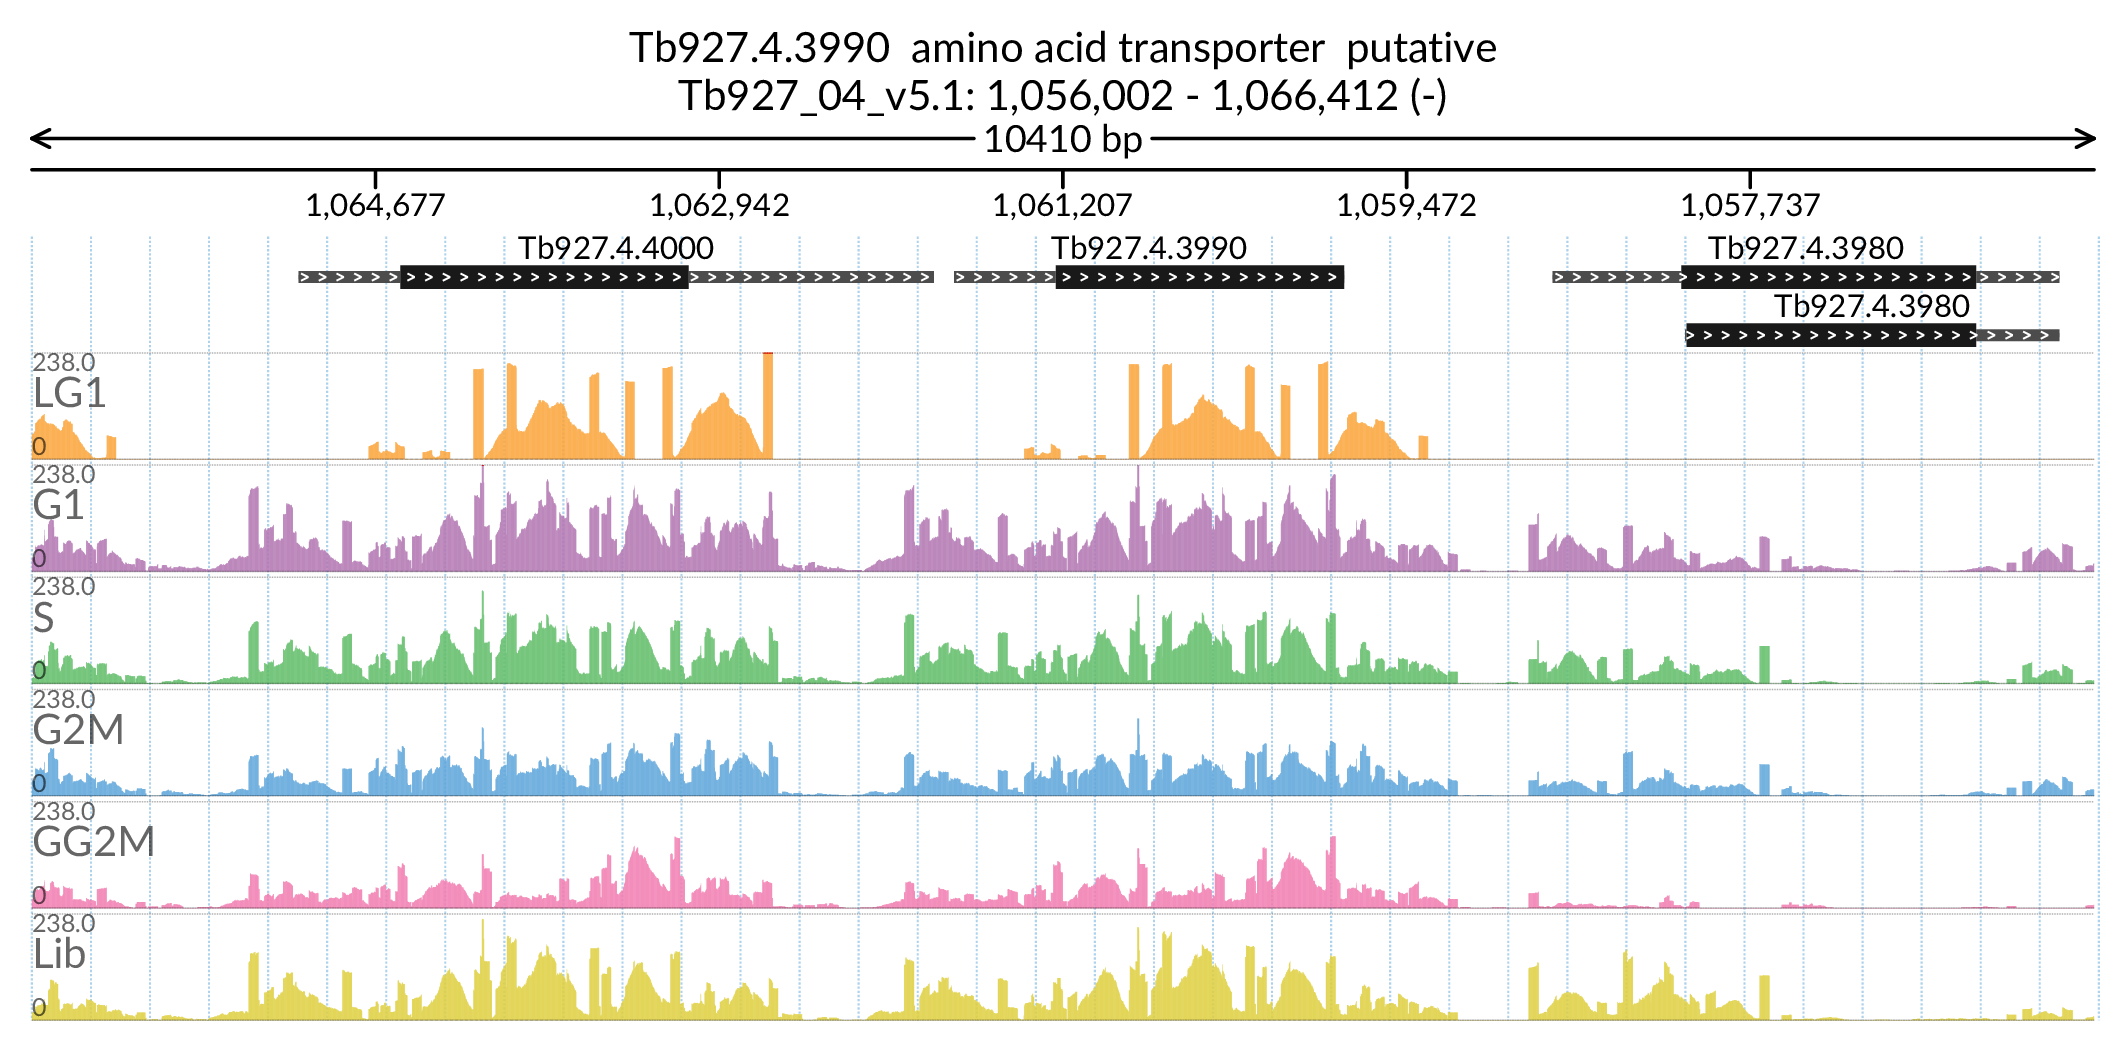 Tb927.4.3990 amino acid transporter putative
Tb927_04_v5.1: 1,056,002 - 1,066,412 (-)
10410 bp
1,064,677 1,062,942 1,061,207 1,059,472 1,057,737
Tb927.4.4000 Tb927.4.3990 Tb927.4.3980
Tb927.4.3980
238.0
LG1
0
238.0
G1
0
238.0
S
0
238.0
G2M
0
238.0
GG2M
0
238.0
Lib
0